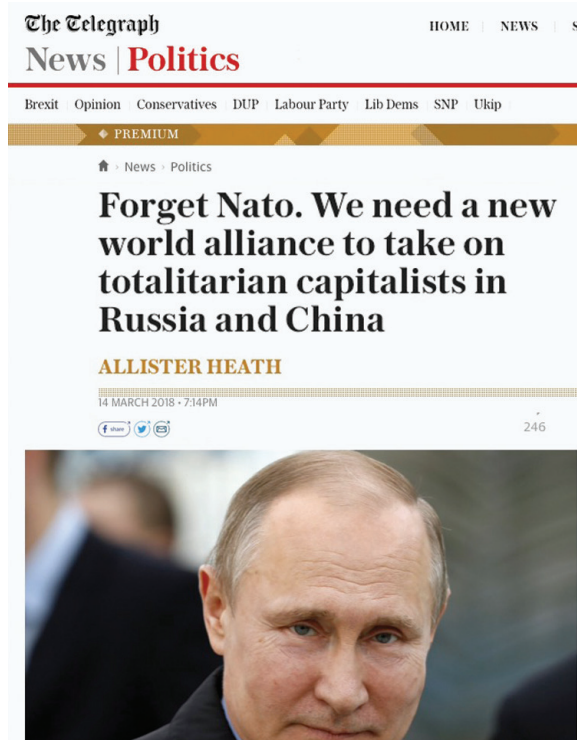 The Telegraph
HOME NEWS
News | Politics
Brexit Opinion Conservatives DUP Labour Party Lib Dems SNP Ukip
PREMIUM
News › Politics
Forget Nato. We need a new
world alliance to take on
totalitarian capitalists in
Russia and China
ALLISTER HEATH
14 MARCH 2018 • 7:14PM
f share
246